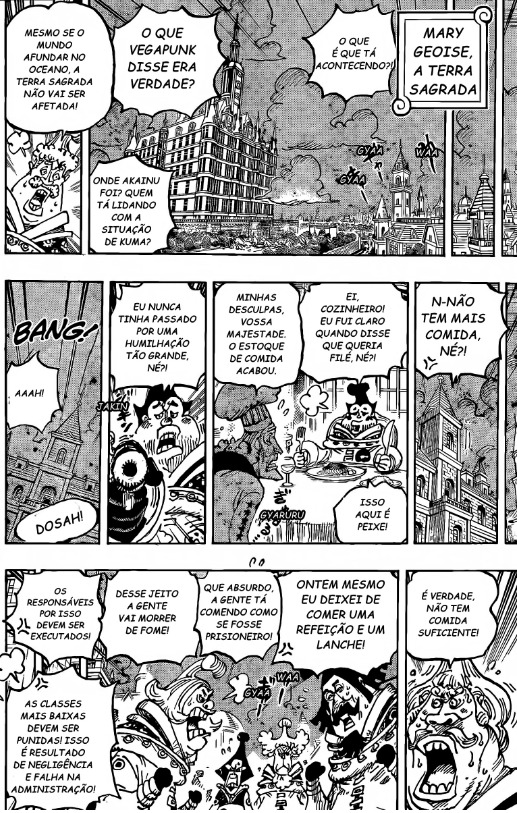 MARY
GEOISE,
A TERRA
SAGRADA
O QUE
É QUE TÁ
ACONTECENDO?!
GYAA
WAA
GYAA
O QUE
VEGAPUNK
DISSE ERA
VERDADE?
ONDE AKAINU
FOI? QUEM
TÁ LIDANDO
COM A
SITUAÇÃO
DE KUMA?
MESMO SE O
MUNDO
AFUNDAR NO
OCEANO, A
TERRA SAGRADA
NÃO VAI SER
AFETADA!
N-NÃO
TEM MAIS
COMIDA,
NÉ?!
EI,
COZINHEIRO!
EU FUI CLARO
QUANDO DISSE
QUE QUERIA
FILÉ, NÉ?!
MINHAS
DESCULPAS,
VOSSA
MAJESTADE.
O ESTOQUE
DE COMIDA
ACABOU.
ISSO
AQUI É
PEIXE!
GYARURU
EU NUNCA
TINHA PASSADO
POR UMA
HUMILHAÇÃO
TÃO GRANDE,
NÉ?!
JAKIN
BANG!
AAAH!
DOSAH!
É VERDADE,
NÃO TEM
COMIDA
SUFICIENTE!
ONTEM MESMO
EU DEIXEI DE
COMER UMA
REFEIÇÃO E UM
LANCHE!
QUE ABSURDO,
A GENTE TÁ
COMENDO COMO
SE FOSSE
PRISIONEIRO!
WAA
GYAA
DESSE JEITO
A GENTE
VAI MORRER
DE FOME!
OS
RESPONSÁVEIS
POR ISSO
DEVEM SER
EXECUTADOS!
AS CLASSES
MAIS BAIXAS
DEVEM SER
PUNIDAS! ISSO
É RESULTADO
DE NEGLIGÊNCIA
E FALHA NA
ADMINISTRAÇÃO!